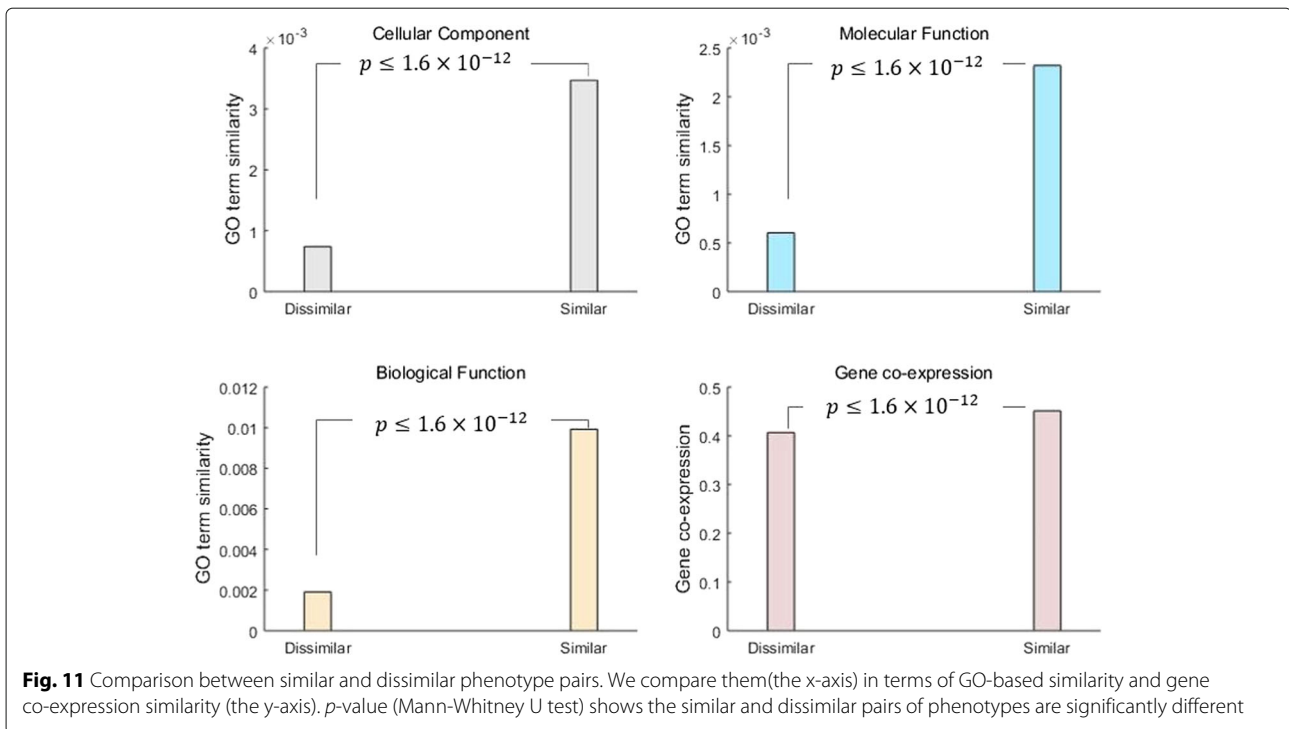 Cellular Component
× 10⁻³
4
3
2
1
0
GO term similarity
p ≤ 1.6 × 10⁻¹²
Dissimilar
Similar
Molecular Function
× 10⁻³
2.5
2
1.5
1
0.5
0
GO term similarity
p ≤ 1.6 × 10⁻¹²
Dissimilar
Similar
Biological Function
0.012
0.01
0.008
0.006
0.004
0.002
0
GO term similarity
p ≤ 1.6 × 10⁻¹²
Dissimilar
Similar
Gene co-expression
0.5
0.4
0.3
0.2
0.1
0
Gene co-expression
p ≤ 1.6 × 10⁻¹²
Dissimilar
Similar
Fig. 11 Comparison between similar and dissimilar phenotype pairs. We compare them(the x-axis) in terms of GO-based similarity and gene
co-expression similarity (the y-axis). p-value (Mann-Whitney U test) shows the similar and dissimilar pairs of phenotypes are significantly different